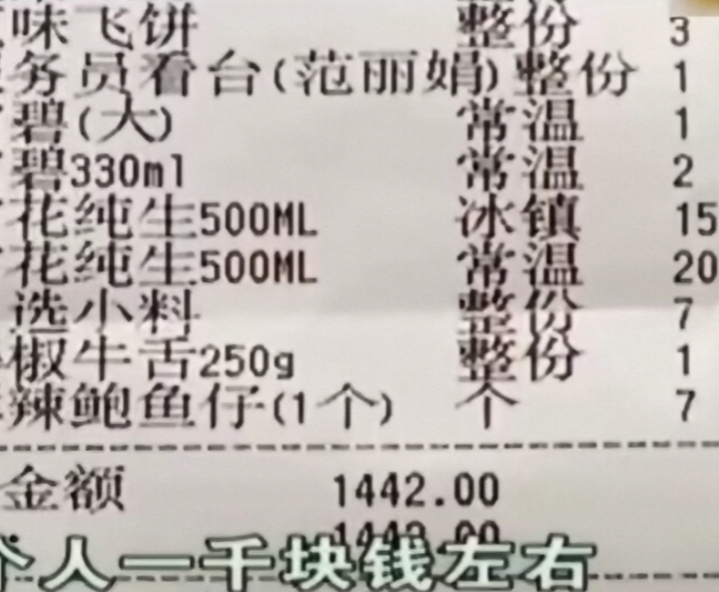 味飞饼 整份 3
务员看台(范丽娟) 整份 1
碧(大) 常温 1
碧330ml 常温 2
花纯生500ML 冰镇 15
花纯生500ML 常温 20
选小料 整份 7
椒牛舌250g 整份 1
辣鲍鱼仔(1个) 个 7
金额 1442.00
个人一千块钱左右